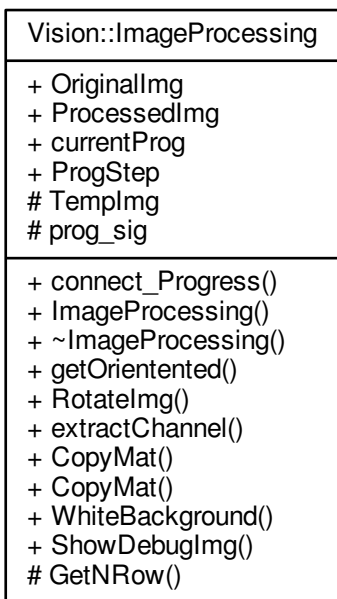 Vision::ImageProcessing
+ OriginalImg
+ ProcessedImg
+ currentProg
+ ProgStep
# TempImg
# prog_sig
+ connect_Progress()
+ ImageProcessing()
+ ~ImageProcessing()
+ getOrientented()
+ RotateImg()
+ extractChannel()
+ CopyMat()
+ CopyMat()
+ WhiteBackground()
+ ShowDebugImg()
# GetNRow()